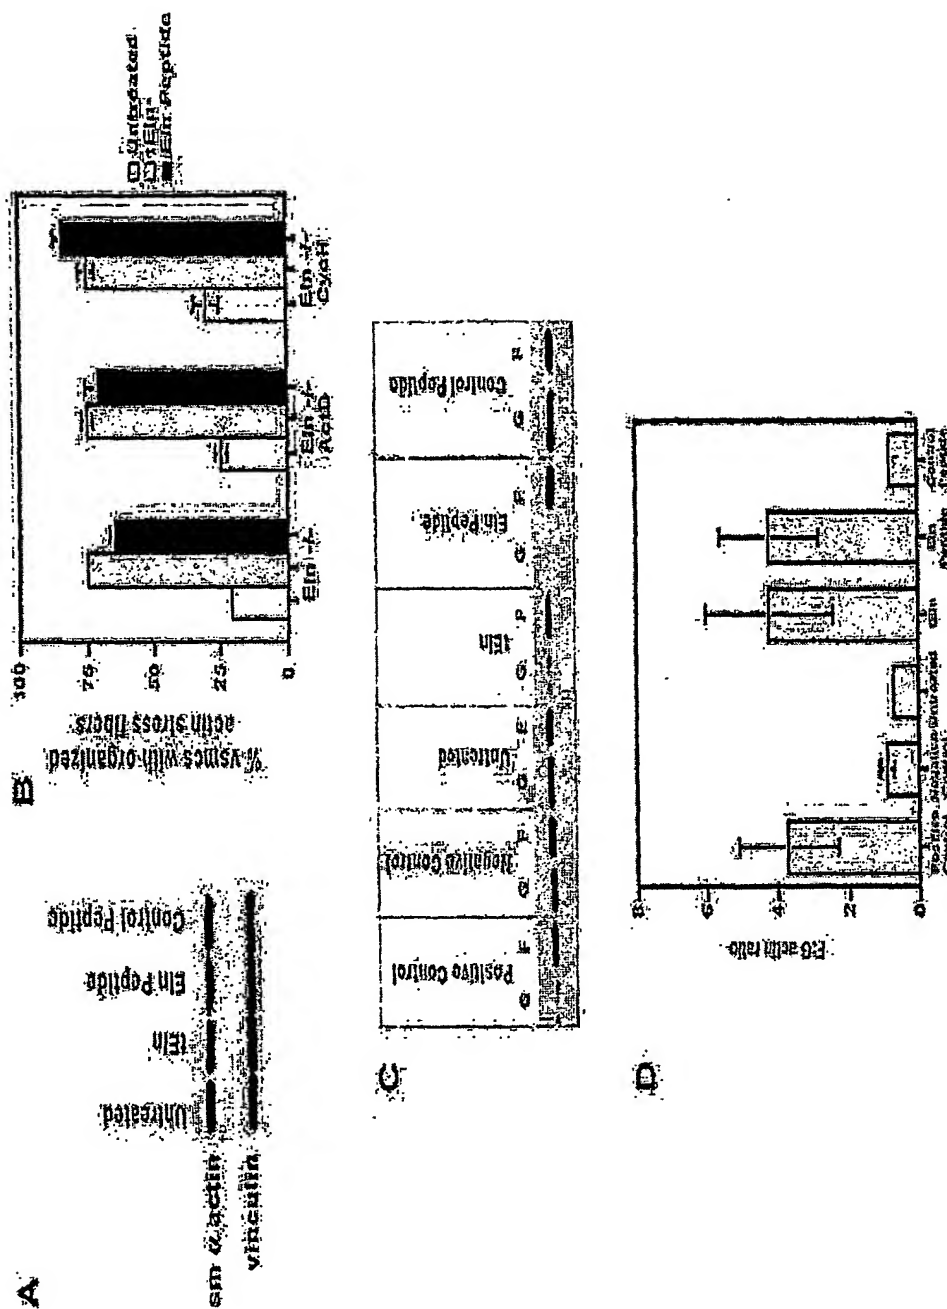 A
Untreated
tEln
Eln Peptide
Control Peptide
sm α actin
vinculin
B
% vsmcs with organized
actin stress fibers
100
75
50
25
0
Eln -/-
Eln -/-
ActD
Eln -/-
CycH
Untreated
tEln
Eln Peptide
C
Positive Control
Negative Control
Untreated
tEln
Eln Peptide
Control Peptide
G F G F G F G F G F G F
D
F:G actin ratio
8
6
4
2
0
Positive
Control
Negative
Control
Untreated
tEln
Eln
Peptide
Control
Peptide